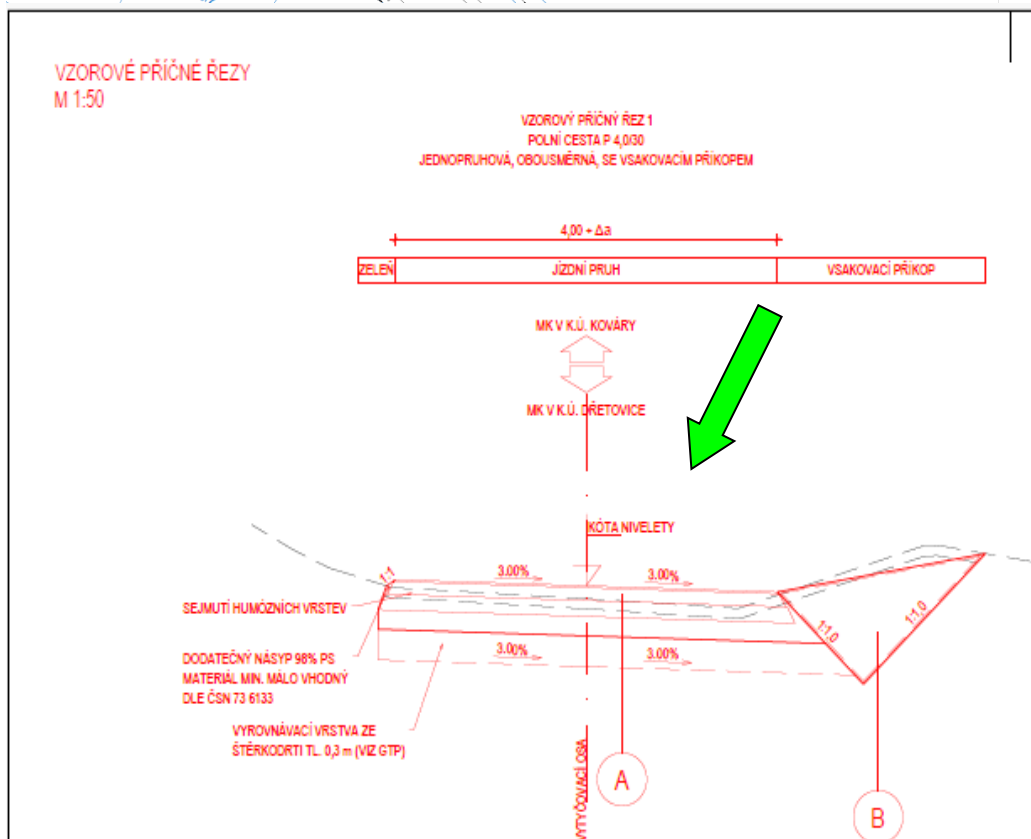 VZOROVÉ PŘÍČNÉ ŘEZY
M 1:50
VZOROVÝ PŘÍČNÝ ŘEZ 1
POLNÍ CESTA P 4,0/30
JEDNOPRUHOVÁ, OBOUSMĚRNÁ, SE VSAKOVACÍM PŘÍKOPEM
4,00 + Δa
ZELEŇ
JÍZDNÍ PRUH
VSAKOVACÍ PŘÍKOP
MK V K.Ú. KOVÁRY
MK V K.Ú. DŘETOVICE
KÓTA NIVELETY
1:1
3.00%
3.00%
SEJMUTÍ HUMÓZNÍCH VRSTEV
1:1,0
1:1,0
DODATEČNÝ NÁSYP 98% PS
MATERIÁL MIN. MÁLO VHODNÝ
DLE ČSN 73 6133
3.00%
3.00%
VYROVNÁVACÍ VRSTVA ZE
ŠTĚRKODRTI TL. 0,3 m (VIZ GTP)
VYTYČOVACÍ OSA
A
B